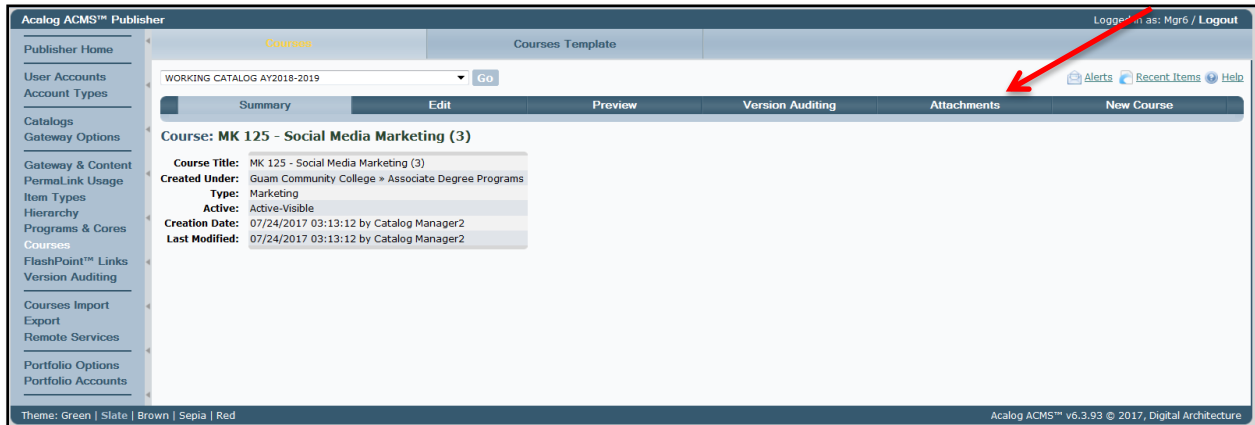 Acalog ACMS™ Publisher
Logged in as: Mgr6 / Logout
Publisher Home
User Accounts
Account Types
Catalogs
Gateway Options
Gateway & Content
PermaLink Usage
Item Types
Hierarchy
Programs & Cores
Courses
FlashPoint™ Links
Version Auditing
Courses Import
Export
Remote Services
Portfolio Options
Portfolio Accounts
Courses Courses Template
WORKING CATALOG AY2018-2019 Go
Alerts Recent Items Help
Summary Edit Preview Version Auditing Attachments New Course
Course: MK 125 - Social Media Marketing (3)
Course Title: MK 125 - Social Media Marketing (3)
Created Under: Guam Community College » Associate Degree Programs
Type: Marketing
Active: Active-Visible
Creation Date: 07/24/2017 03:13:12 by Catalog Manager2
Last Modified: 07/24/2017 03:13:12 by Catalog Manager2
Theme: Green | Slate | Brown | Sepia | Red
Acalog ACMS™ v6.3.93 © 2017, Digital Architecture